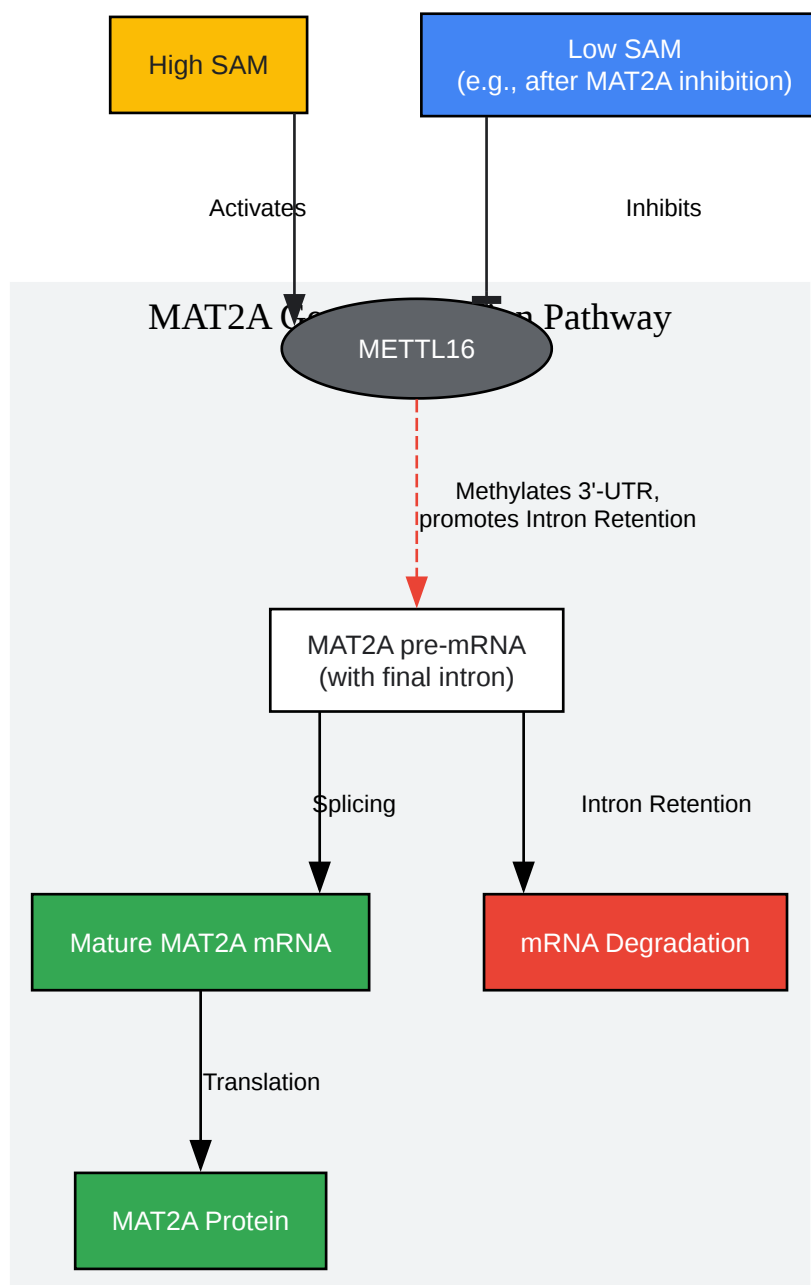 High SAM
Low SAM
(e.g., after MAT2A inhibition)
Activates
Inhibits
MAT2A Pathway
METTL16
Methylates 3'-UTR,
promotes Intron Retention
MAT2A pre-mRNA
(with final intron)
Splicing
Intron Retention
Mature MAT2A mRNA
mRNA Degradation
Translation
MAT2A Protein